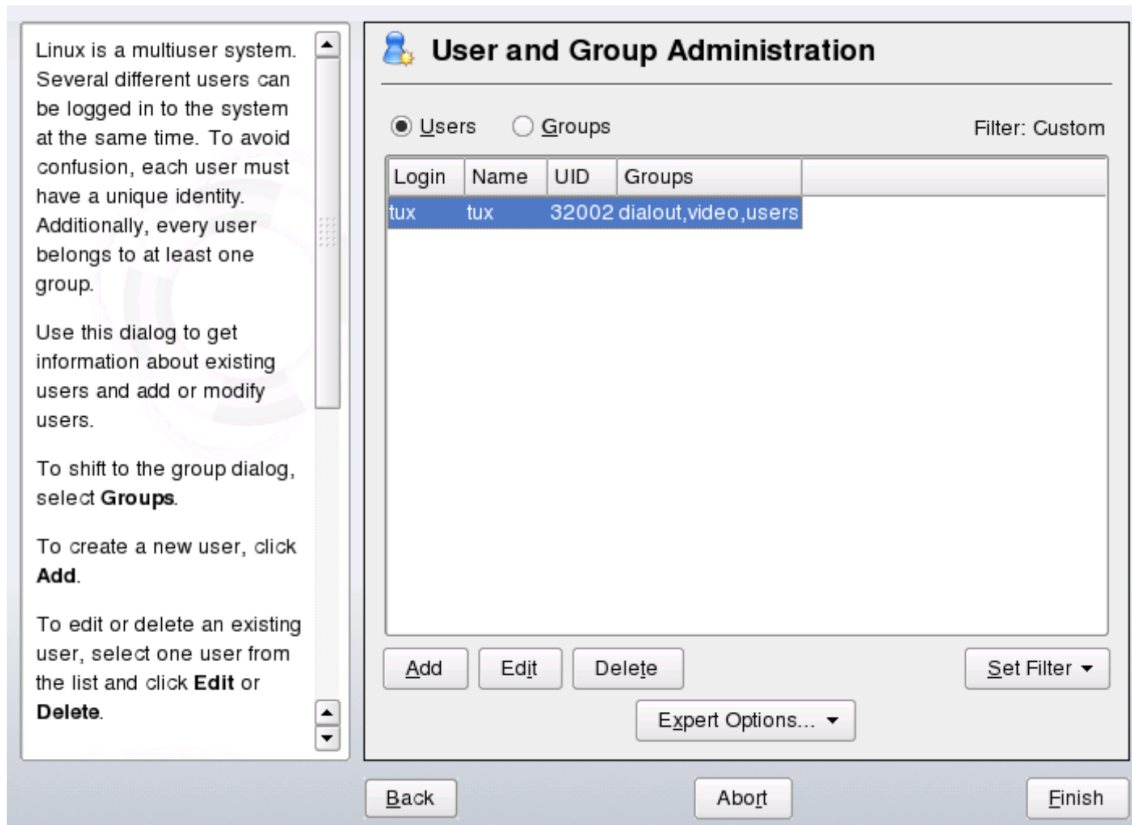 Linux is a multiuser system.
Several different users can
be logged in to the system
at the same time. To avoid
confusion, each user must
have a unique identity.
Additionally, every user
belongs to at least one
group.
Use this dialog to get
information about existing
users and add or modify
users.
To shift to the group dialog,
select Groups.
To create a new user, click
Add.
To edit or delete an existing
user, select one user from
the list and click Edit or
Delete.
User and Group Administration
Users Groups Filter: Custom
Login Name UID Groups
tux tux 32002 dialout,video,users
Add Edit Delete Set Filter
Expert Options...
Back Abort Finish